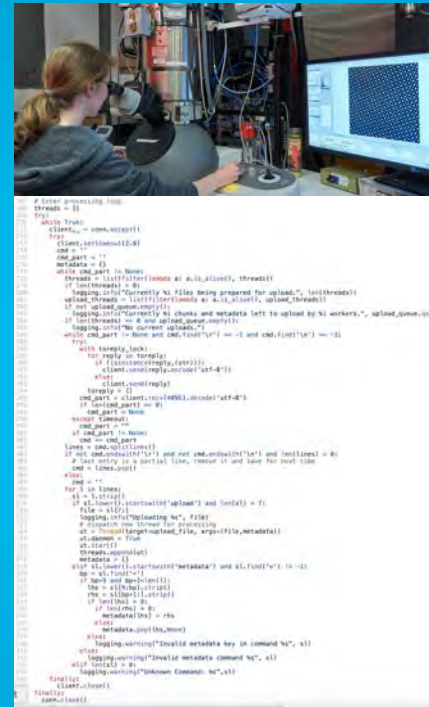 # Enter processing loop
threads = []
try:
while True:
client,_ = conn.accept()
try:
client.settimeout(2.0)
cmd = ''
cmd_part = ''
metadata = {}
while cmd_part != None:
threads = list(filter(lambda a: a.is_alive(), threads))
if len(threads) > 0:
logging.info("Currently %i files being prepared for upload.", len(threads))
upload_threads = list(filter(lambda a: a.is_alive(), upload_threads))
if not upload_queue.empty():
logging.info("Currently %i chunks and metadata left to upload by %i workers.", upload_queue.qs
if len(threads) == 0 and upload_queue.empty():
logging.info("No current uploads.")
while cmd_part != None and cmd.find('\r') == -1 and cmd.find('\n') == -1:
try:
with toreply_lock:
for reply in toreply:
if (isinstance(reply,(str))):
client.send(reply.encode("utf-8"))
else:
client.send(reply)
toreply = []
cmd_part = client.recv(4096).decode("utf-8")
if len(cmd_part) == 0:
cmd_part = None
except timeout:
cmd_part = ""
if cmd_part != None:
cmd += cmd_part
lines = cmd.splitlines()
if not cmd.endswith('\r') and not cmd.endswith('\n') and len(lines) > 0:
# last entry is a partial line, remove it and save for next time
cmd = lines.pop()
else:
cmd = ''
for l in lines:
sl = l.strip()
if sl.lower().startswith('upload') and len(sl) > 7:
file = sl[7:]
logging.info("Uploading %s", file)
# dispatch new thread for processing
ut = Thread(target=upload_file, args=(file,metadata))
ut.daemon = True
ut.start()
threads.append(ut)
metadata = {}
elif sl.lower().startswith('metadata') and sl.find('=') != -1:
bp = sl.find('=')
if bp>9 and bp+1<len(l):
lhs = sl[9:bp].strip()
rhs = sl[bp+1:].strip()
if len(lhs) > 0:
if len(rhs) > 0:
metadata[lhs] = rhs
else:
metadata.pop(lhs,None)
else:
logging.warning("Invalid metadata key in command %s", sl)
else:
logging.warning("Invalid metadata command %s", sl)
elif len(sl) > 0:
logging.warning("Unknown Command: %s",sl)
finally:
client.close()
finally:
conn.close()